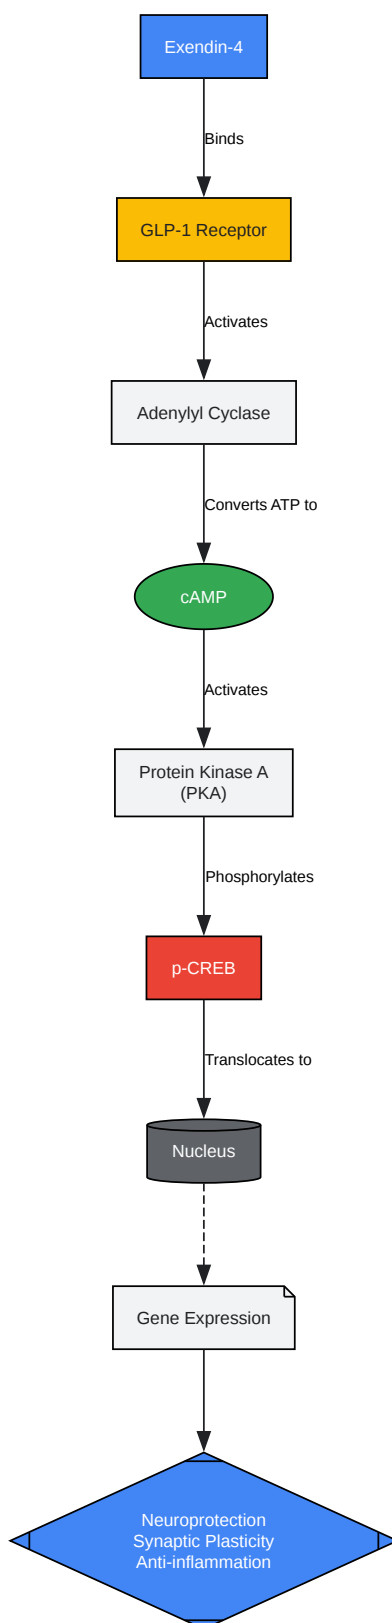 Exendin-4
Binds
GLP-1 Receptor
Activates
Adenylyl Cyclase
Converts ATP to
cAMP
Activates
Protein Kinase A
(PKA)
Phosphorylates
p-CREB
Translocates to
Nucleus
Gene Expression
Neuroprotection
Synaptic Plasticity
Anti-inflammation